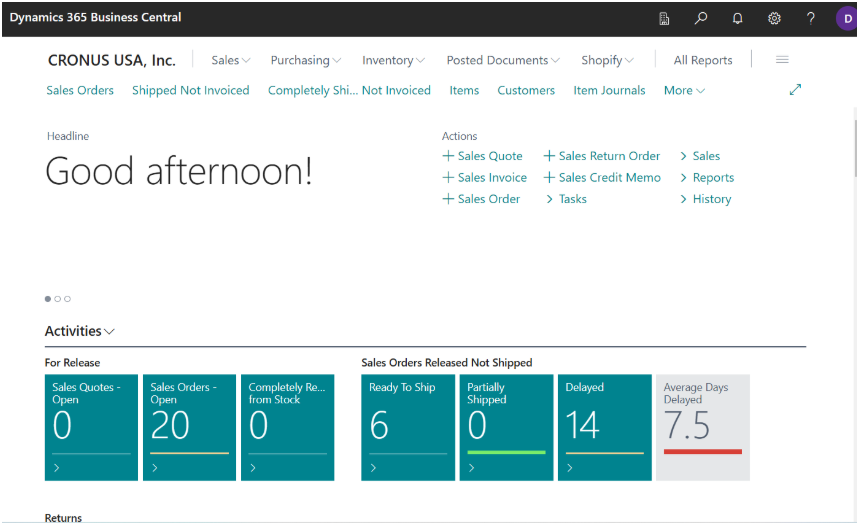 Dynamics 365 Business Central
D
CRONUS USA, Inc. Sales Purchasing Inventory Posted Documents Shopify All Reports
Sales Orders Shipped Not Invoiced Completely Shi... Not Invoiced Items Customers Item Journals More
Headline
Good afternoon!
Actions
+ Sales Quote + Sales Return Order > Sales
+ Sales Invoice + Sales Credit Memo > Reports
+ Sales Order > Tasks > History
Activities
For Release
Sales Quotes -
Open
0
Sales Orders -
Open
20
Completely Re...
from Stock
0
Sales Orders Released Not Shipped
Ready To Ship
6
Partially
Shipped
0
Delayed
14
Average Days
Delayed
7.5
Returns